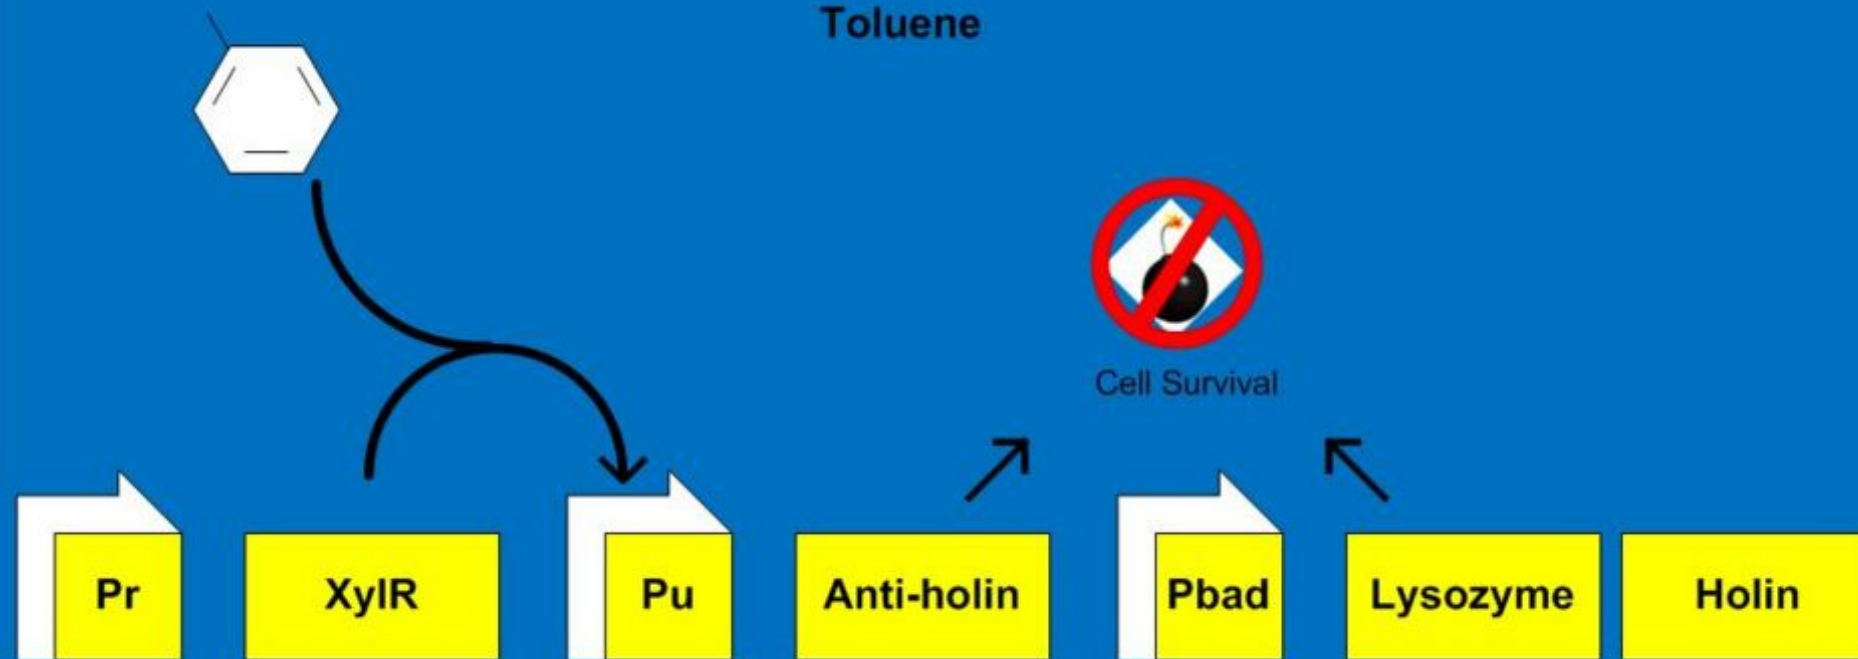 Toluene
Cell Survival
Pr
XylR
Pu
Anti-holin
Pbad
Lysozyme
Holin